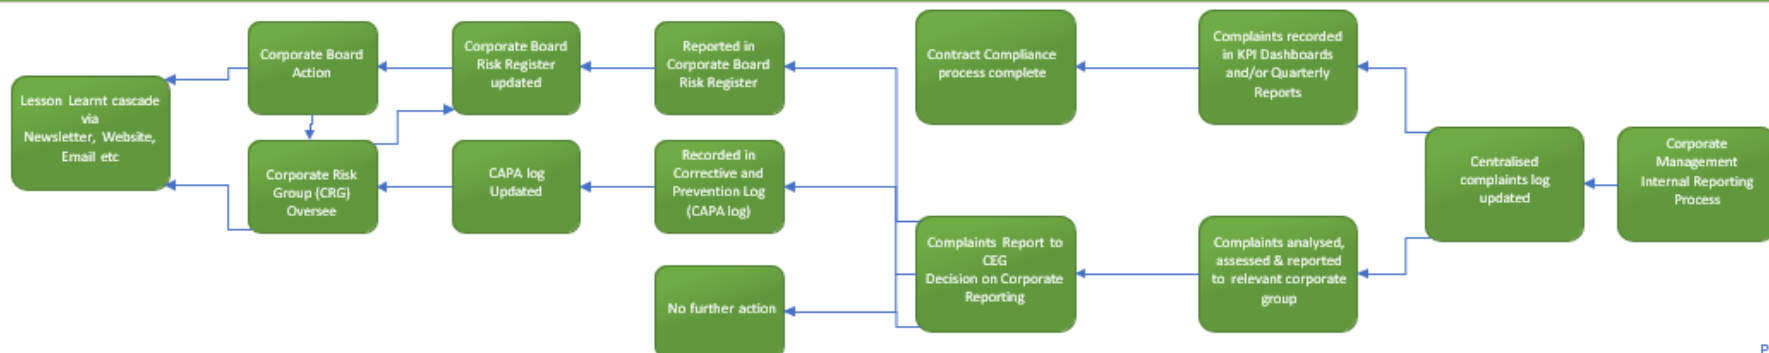 Lesson Learnt cascade
via
Newsletter, Website,
Email etc
Corporate Board
Action
Corporate Risk
Group (CRG)
Oversee
Corporate Board
Risk Register
updated
CAPA log
Updated
Reported in
Corporate Board
Risk Register
Recorded in
Corrective and
Prevention Log
(CAPA log)
No further action
Contract Compliance
process complete
Complaints Report to
CEG
Decision on Corporate
Reporting
Complaints recorded
in KPI Dashboards
and/or Quarterly
Reports
Complaints analysed,
assessed & reported
to relevant corporate
group
Centralised
complaints log
updated
Corporate
Management
Internal Reporting
Process
P